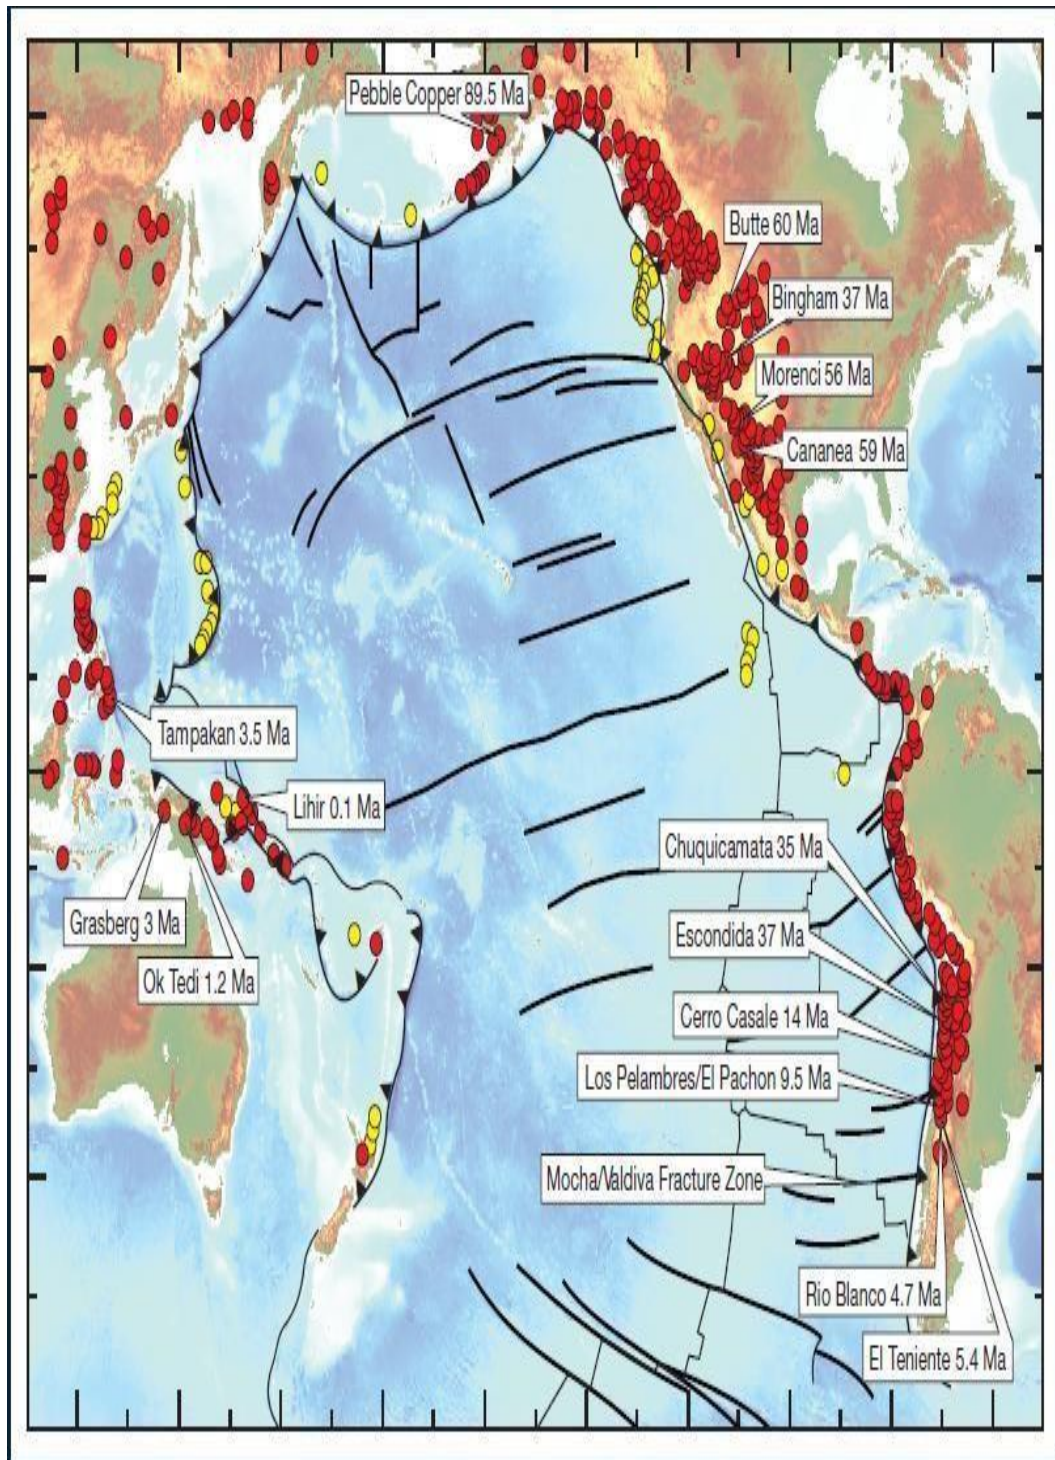 Pebble Copper 89.5 Ma
Butte 60 Ma
Bingham 37 Ma
Morenci 56 Ma
Cananea 59 Ma
Tampakan 3.5 Ma
Lihir 0.1 Ma
Chuquicamata 35 Ma
Grasberg 3 Ma
Escondida 37 Ma
Ok Tedi 1.2 Ma
Cerro Casale 14 Ma
Los Pelambres/El Pachon 9.5 Ma
Mocha/Valdiva Fracture Zone
Rio Blanco 4.7 Ma
El Teniente 5.4 Ma